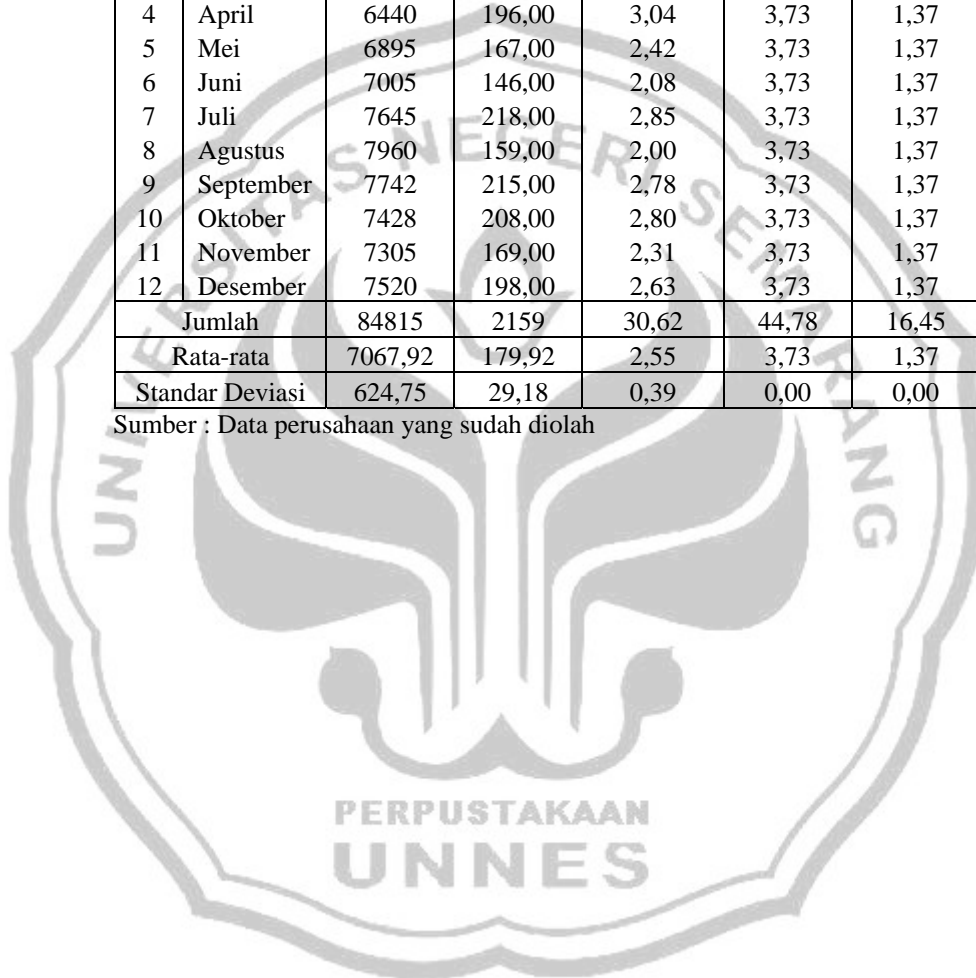 4 April 6440 196,00 3,04 3,73 1,37
5 Mei 6895 167,00 2,42 3,73 1,37
6 Juni 7005 146,00 2,08 3,73 1,37
7 Juli 7645 218,00 2,85 3,73 1,37
8 Agustus 7960 159,00 2,00 3,73 1,37
9 September 7742 215,00 2,78 3,73 1,37
10 Oktober 7428 208,00 2,80 3,73 1,37
11 November 7305 169,00 2,31 3,73 1,37
12 Desember 7520 198,00 2,63 3,73 1,37
Jumlah 84815 2159 30,62 44,78 16,45
Rata-rata 7067,92 179,92 2,55 3,73 1,37
Standar Deviasi 624,75 29,18 0,39 0,00 0,00
Sumber : Data perusahaan yang sudah diolah
UNIVERSITAS NEGERI SEMARANG
PERPUSTAKAAN
UNNES